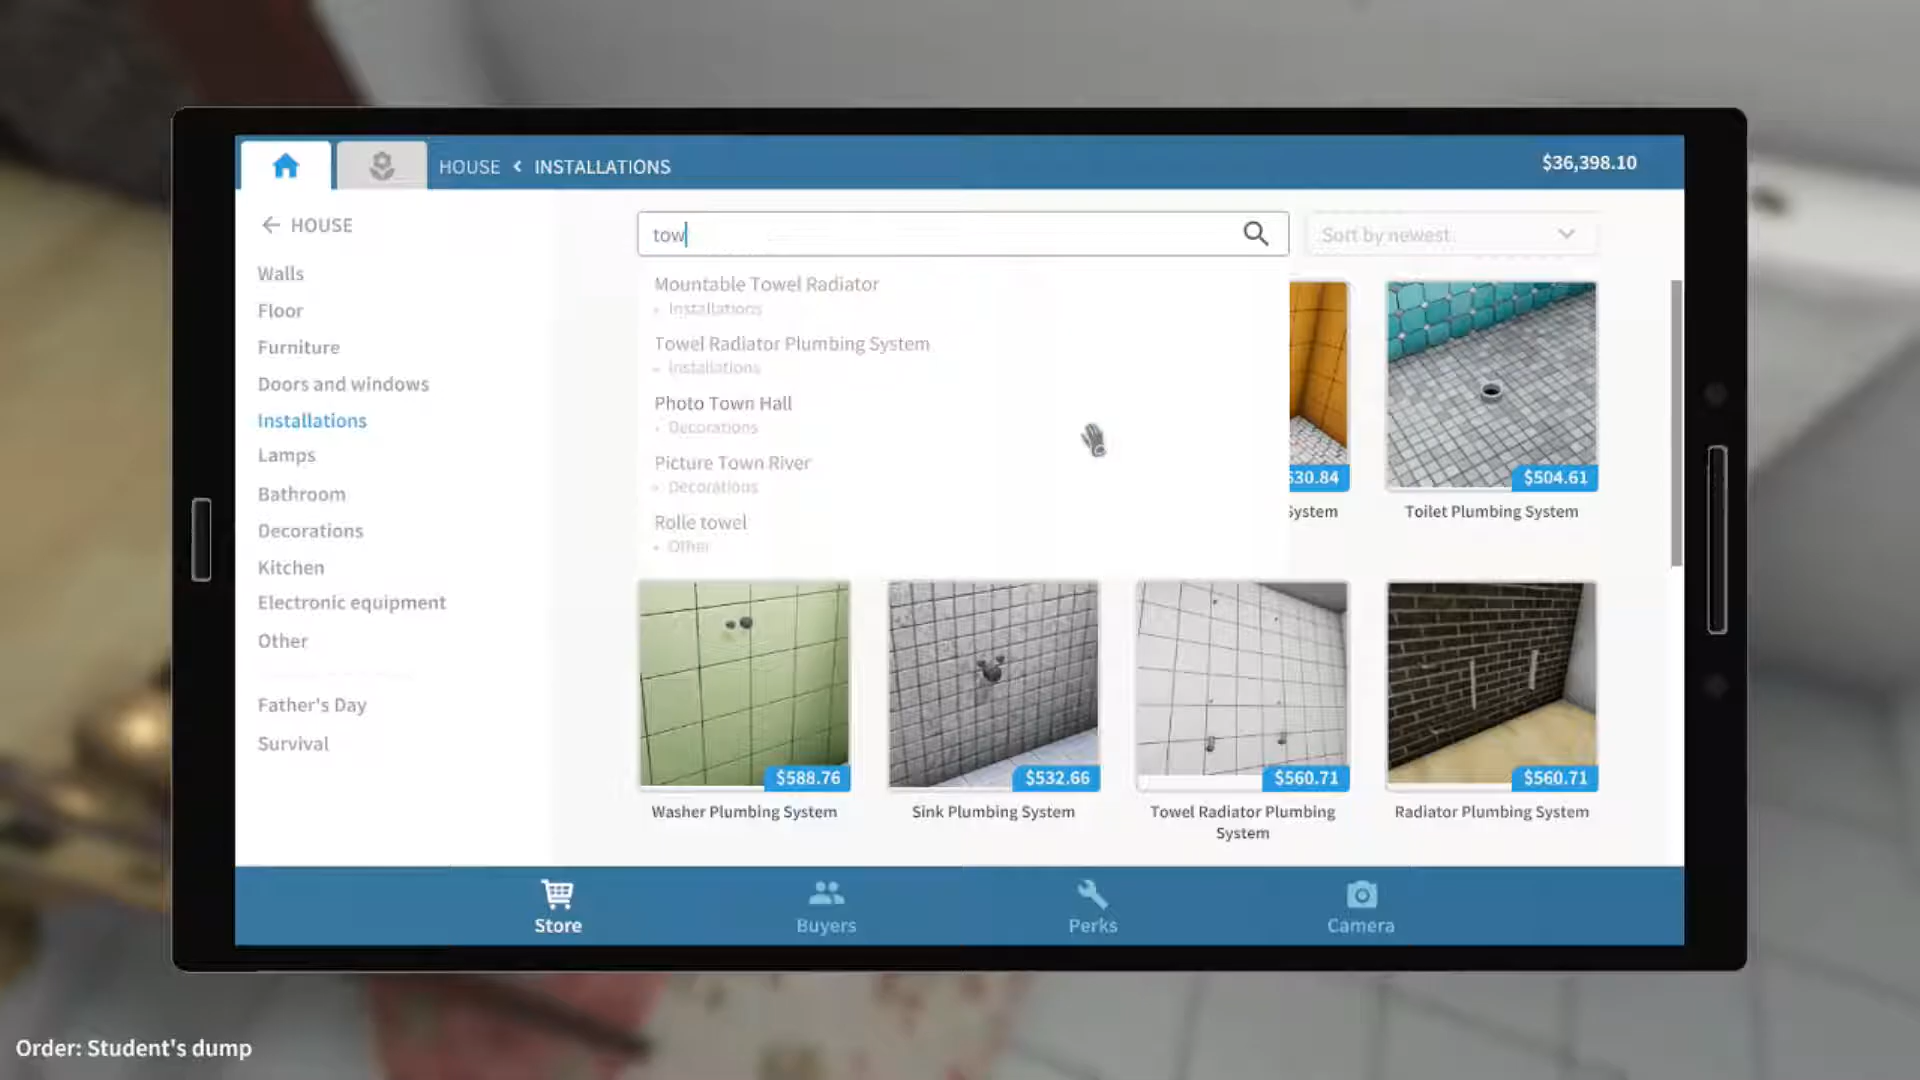 HOUSE < INSTALLATIONS
$36,398.10
HOUSE
Walls
Floor
Furniture
Doors and windows
Installations
Lamps
Bathroom
Decorations
Kitchen
Electronic equipment
Other
Father's Day
Survival
tow
Sort by newest
Mountable Towel Radiator
Installations
Towel Radiator Plumbing System
Installations
Photo Town Hall
Decorations
Picture Town River
Decorations
Rolle towel
Other
530.84
System
$504.61
Toilet Plumbing System
$588.76
Washer Plumbing System
$532.66
Sink Plumbing System
$560.71
Towel Radiator Plumbing
System
$560.71
Radiator Plumbing System
Store
Buyers
Perks
Camera
Order: Student's dump